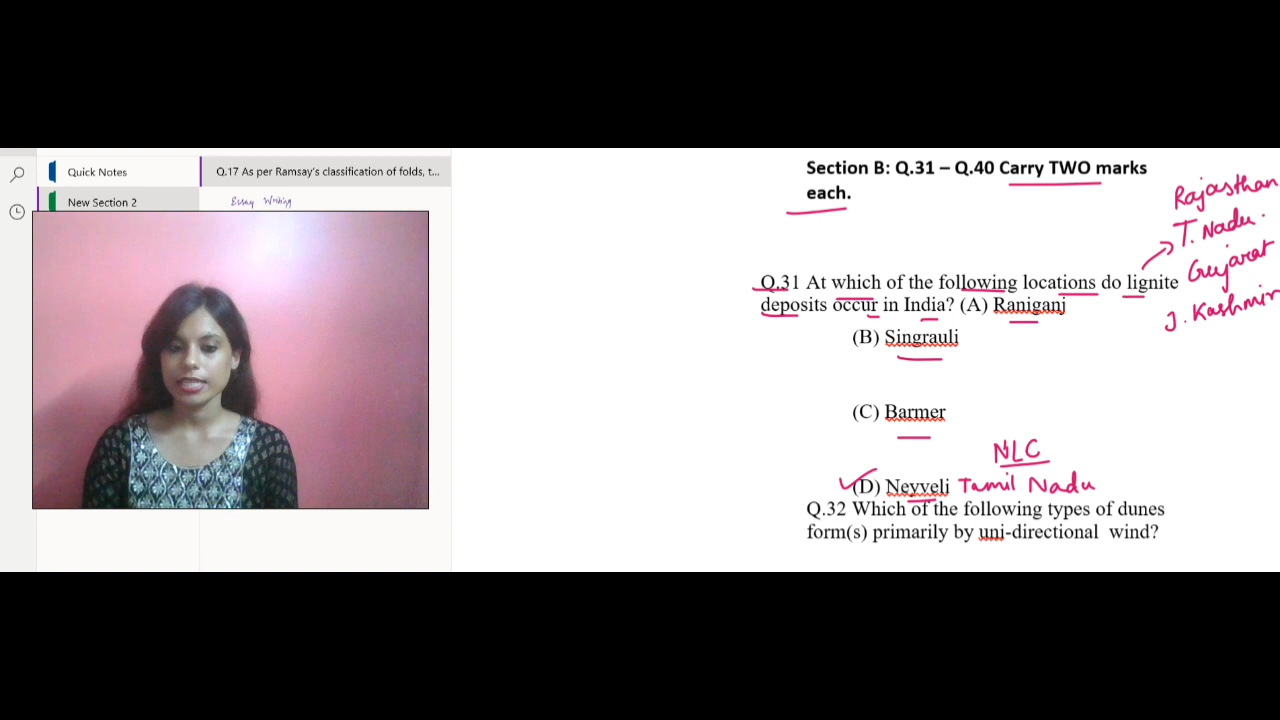 Quick Notes
Q.17 As per Ramsay's classification of folds, t...
New Section 2
Essay Writing
Section B: Q.31 – Q.40 Carry TWO marks
each.
Rajasthan
T. Nadu.
Gujarat
J. Kashmir
Q.31 At which of the following locations do lignite
deposits occur in India? (A) Raniganj
(B) Singrauli
(C) Barmer
NLC
(D) Neyveli Tamil Nadu
Q.32 Which of the following types of dunes
form(s) primarily by uni-directional wind?